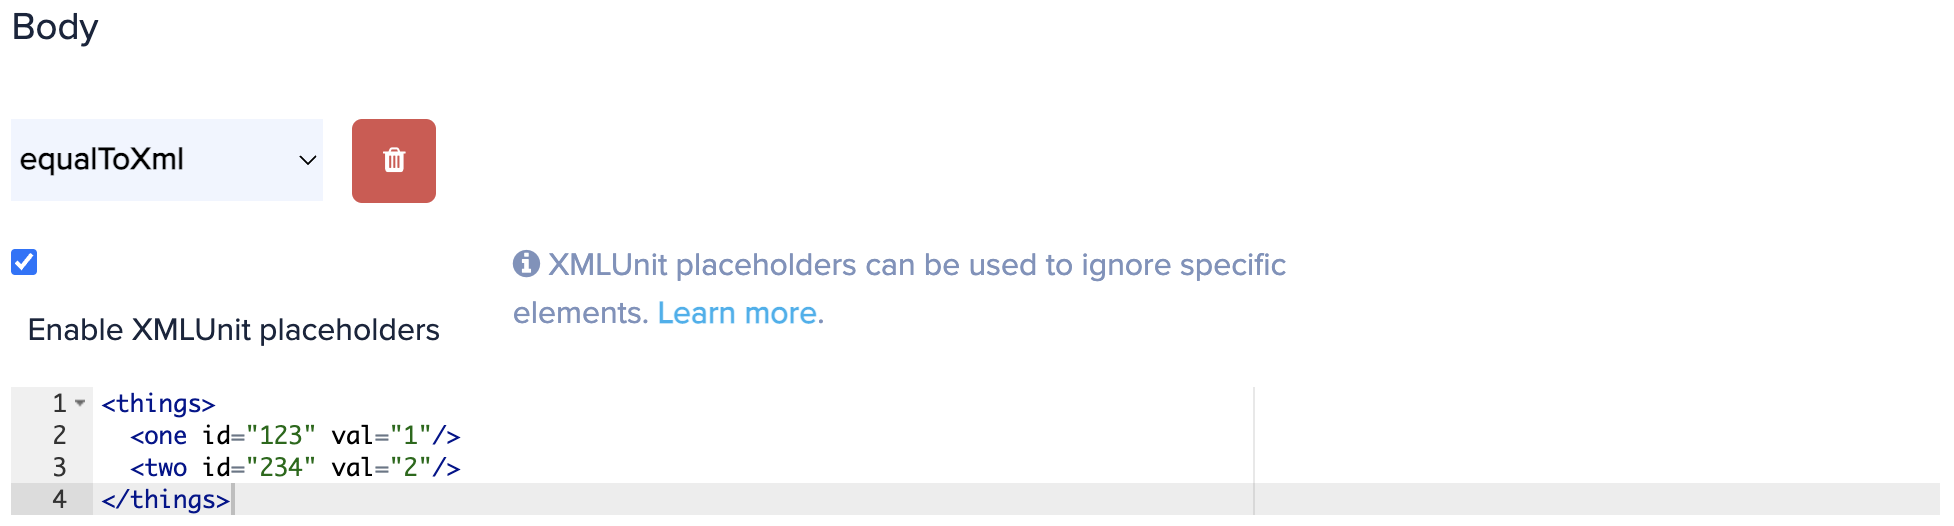 Body
equalToXml
XMLUnit placeholders can be used to ignore specific
elements. Learn more.
Enable XMLUnit placeholders
1 <things>
2   <one id="123" val="1"/>
3   <two id="234" val="2"/>
4 </things>